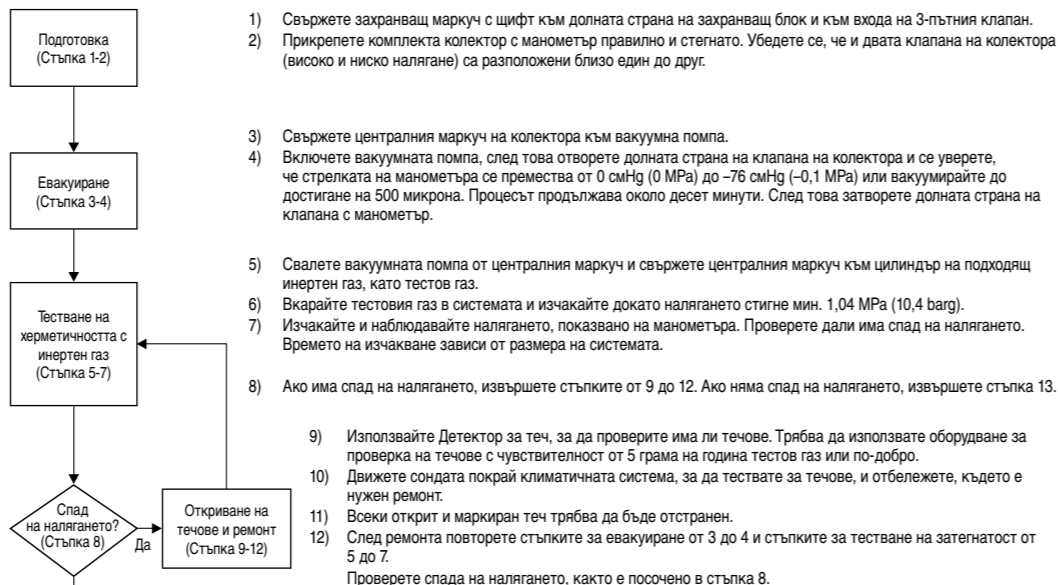 Подготовка
(Стъпка 1-2)
1) Свържете захранващ маркуч с щифт към долната страна на захранващ блок и към входа на 3-пътния клапан.
2) Прикрепете комплекта колектор с манометър правилно и стегнато. Убедете се, че и двата клапана на колектора
(високо и ниско налягане) са разположени близо един до друг.
Евакуиране
(Стъпка 3-4)
3) Свържете централния маркуч на колектора към вакуумна помпа.
4) Включете вакуумната помпа, след това отворете долната страна на клапана на колектора и се уверете,
че стрелката на манометъра се премества от 0 cмHg (0 MPa) до –76 cмHg (–0,1 MPa) или вакуумирайте до
достигане на 500 микрона. Процесът продължава около десет минути. След това затворете долната страна на
клапана с манометър.
Тестване на
херметичността с
инертен газ
(Стъпка 5-7)
5) Свалете вакуумната помпа от централния маркуч и свържете централния маркуч към цилиндър на подходящ
инертен газ, като тестов газ.
6) Вкарайте тестовия газ в системата и изчакайте докато налягането стигне мин. 1,04 MPa (10,4 barg).
7) Изчакайте и наблюдавайте налягането, показвано на манометъра. Проверете дали има спад на налягането.
Времето на изчакване зависи от размера на системата.
8) Ако има спад на налягането, извършете стъпките от 9 до 12. Ако няма спад на налягането, извършете стъпка 13.
Спад
на налягането?
(Стъпка 8)
Да
Откриване на
течове и ремонт
(Стъпка 9-12)
9) Използвайте Детектор за теч, за да проверите има ли течове. Трябва да използвате оборудване за
проверка на течове с чувствителност от 5 грама на година тестов газ или по-добро.
10) Движете сондата покрай климатичната система, за да тествате за течове, и отбележете, където е
нужен ремонт.
11) Всеки открит и маркиран теч трябва да бъде отстранен.
12) След ремонта повторете стъпките за евакуиране от 3 до 4 и стъпките за тестване на затегнатост от
5 до 7.
Проверете спада на налягането, както е посочено в стъпка 8.